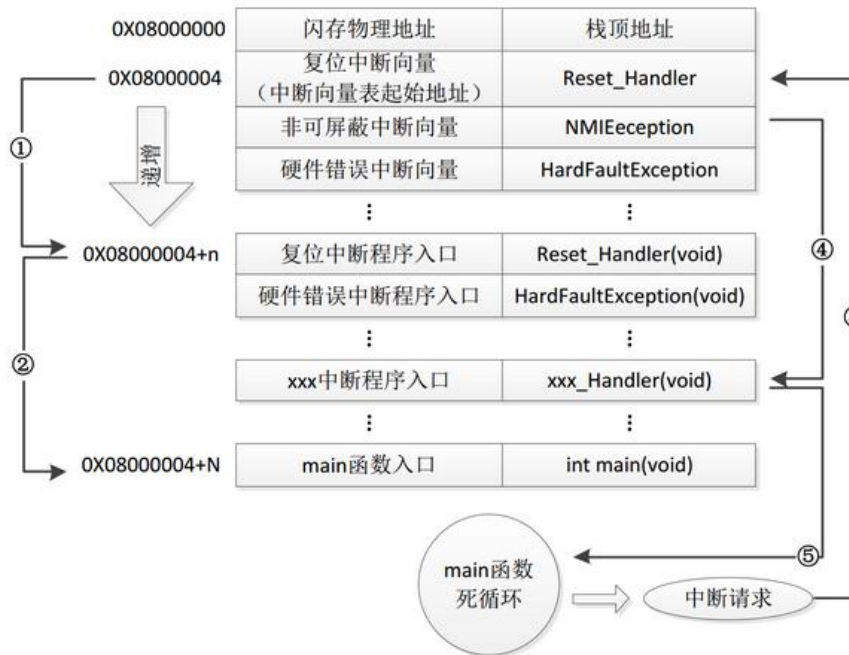 0X08000000 闪存物理地址 栈顶地址
0X08000004 复位中断向量 Reset_Handler
（中断向量表起始地址）
非可屏蔽中断向量 NMIEeception
① 递增 硬件错误中断向量 HardFaultException
⋮ ⋮
0X08000004+n 复位中断程序入口 Reset_Handler(void) ④
硬件错误中断程序入口 HardFaultException(void)
⋮ ⋮
② xxx中断程序入口 xxx_Handler(void)
⋮ ⋮
0X08000004+N main函数入口 int main(void)
⑤
main函数
死循环
中断请求